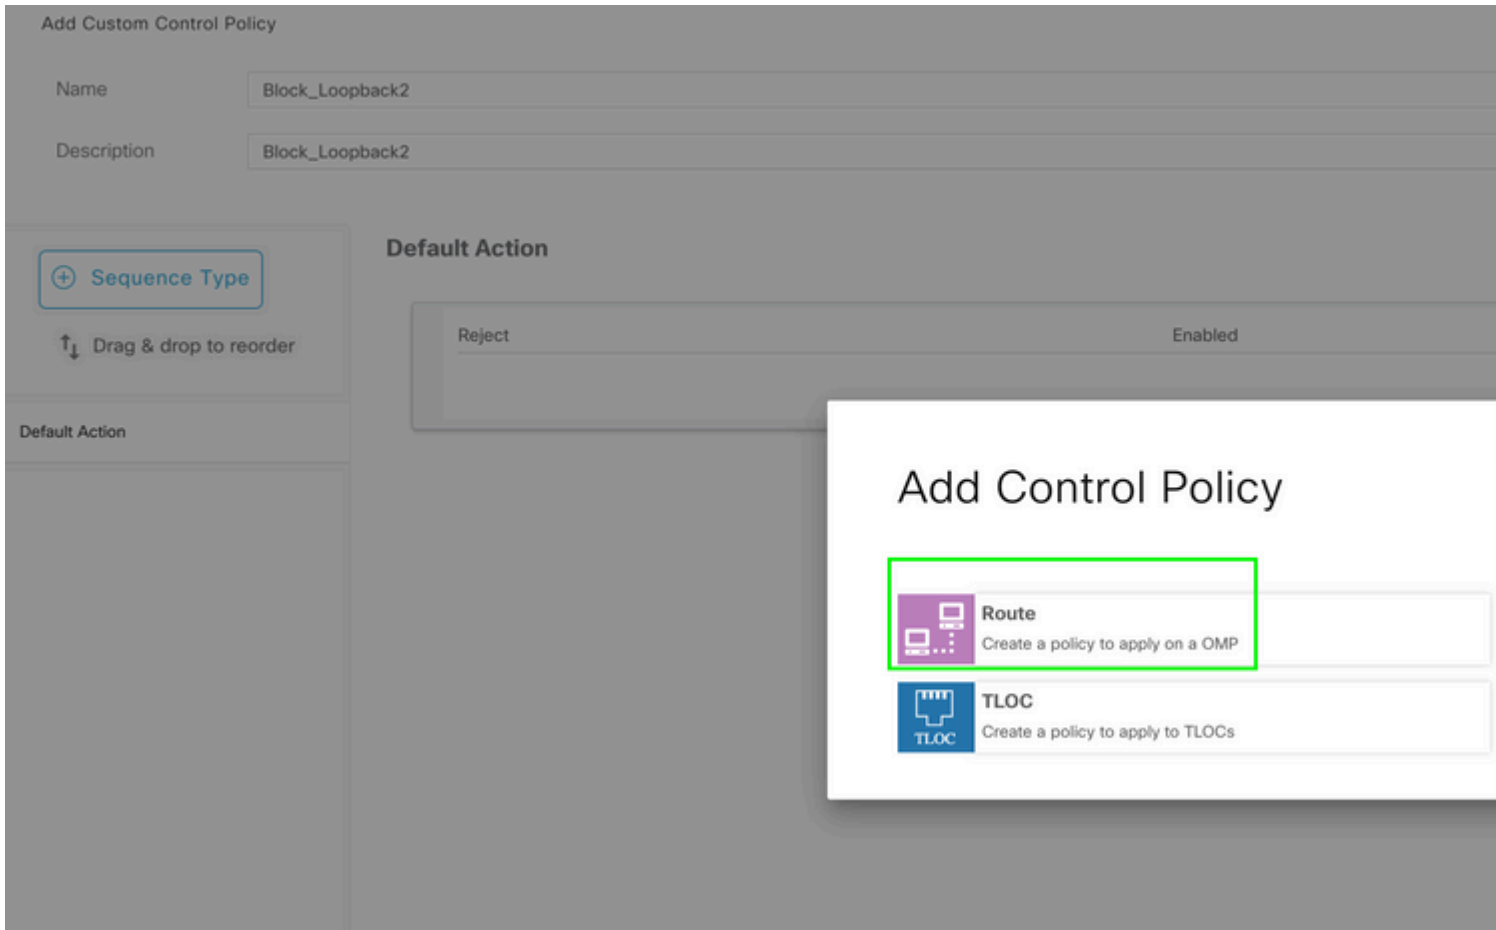 Add Custom Control Policy
Name
Block_Loopback2
Description
Block_Loopback2
Sequence Type
Drag & drop to reorder
Default Action
Default Action
Reject
Enabled
Add Control Policy
Route
Create a policy to apply on a OMP
TLOC
TLOC
Create a policy to apply to TLOCs